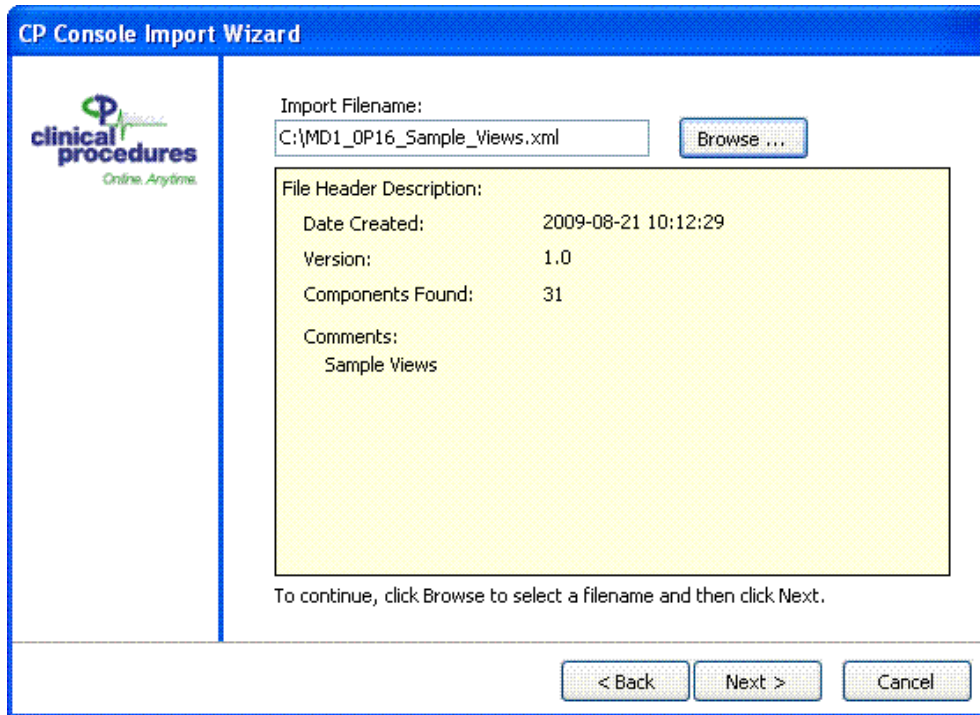 CP Console Import Wizard
CP
clinical
procedures
Online. Anytime.
Import Filename:
C:\MD1_0P16_Sample_Views.xml
Browse ...
File Header Description:
Date Created: 2009-08-21 10:12:29
Version: 1.0
Components Found: 31
Comments:
Sample Views
To continue, click Browse to select a filename and then click Next.
< Back Next > Cancel